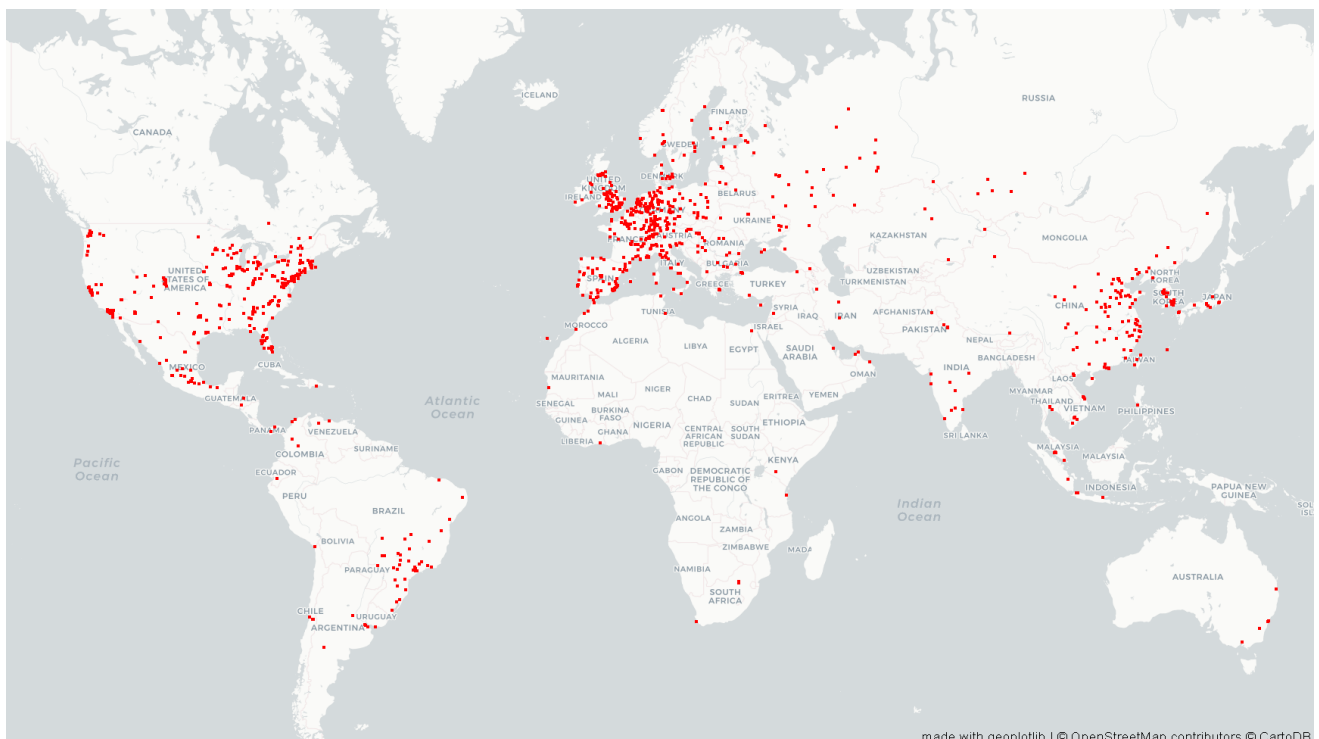 ICELAND
RUSSIA
FINLAND
CANADA
SWEDEN
UNITED
KINGDOM
IRELAND
BELARUS
UKRAINE
KAZAKHSTAN
MONGOLIA
FRANCE
AUSTRIA
ROMANIA
ITALY
BULGARIA
SPAIN
GREECE
TURKEY
UZBEKISTAN
TURKMENISTAN
NORTH
KOREA
SOUTH
KOREA
JAPAN
CHINA
UNITED
STATES OF
AMERICA
TUNISIA
SYRIA
IRAQ
IRAN
AFGHANISTAN
PAKISTAN
MOROCCO
ISRAEL
ALGERIA
LIBYA
EGYPT
SAUDI
ARABIA
NEPAL
BANGLADESH
INDIA
TAIWAN
MEXICO
CUBA
OMAN
MYANMAR
LAOS
THAILAND
VIETNAM
PHILIPPINES
MAURITANIA
MALI
NIGER
CHAD
SUDAN
ERITREA
YEMEN
GUATEMALA
Atlantic
Ocean
SENEGAL
GUINEA
BURKINA
FASO
GHANA
LIBERIA
NIGERIA
CENTRAL
AFRICAN
REPUBLIC
SOUTH
SUDAN
ETHIOPIA
SRI LANKA
PANAMA
VENEZUELA
COLOMBIA
SURINAME
MALAYSIA
MALAYSIA
Pacific
Ocean
ECUADOR
PERU
BRAZIL
GABON
DEMOCRATIC
REPUBLIC OF
THE CONGO
KENYA
INDONESIA
PAPUA NEW
GUINEA
SOL
ISL
Indian
Ocean
ANGOLA
ZAMBIA
ZIMBABWE
MADA
BOLIVIA
PARAGUAY
NAMIBIA
SOUTH
AFRICA
AUSTRALIA
CHILE
URUGUAY
ARGENTINA
made with geoplotlib | © OpenStreetMap contributors © CartoDB